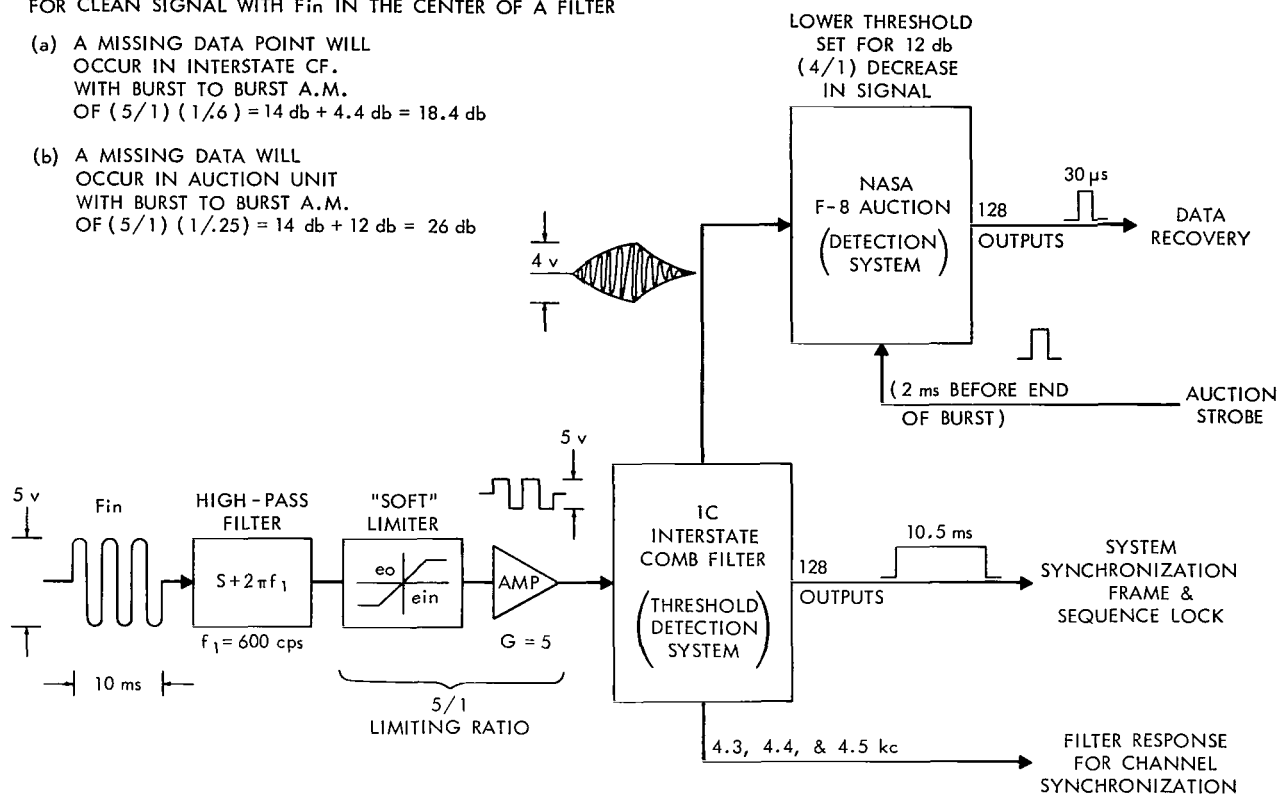 FOR CLEAN SIGNAL WITH Fin IN THE CENTER OF A FILTER
(a) A MISSING DATA POINT WILL
OCCUR IN INTERSTATE CF.
WITH BURST TO BURST A.M.
OF (5/1) (1/.6) = 14 db + 4.4 db = 18.4 db
(b) A MISSING DATA WILL
OCCUR IN AUCTION UNIT
WITH BURST TO BURST A.M.
OF (5/1) (1/.25) = 14 db + 12 db = 26 db
LOWER THRESHOLD
SET FOR 12 db
(4/1) DECREASE
IN SIGNAL
NASA
F-8 AUCTION
(DETECTION
SYSTEM)
128
OUTPUTS
30 μs
DATA
RECOVERY
4 v
(2 ms BEFORE END
OF BURST)
AUCTION
STROBE
5 v
Fin
10 ms
HIGH-PASS
FILTER
S+2πf1
f1 = 600 cps
"SOFT"
LIMITER
eo
ein
AMP
G = 5
5 v
5/1
LIMITING RATIO
IC
INTERSTATE
COMB FILTER
(THRESHOLD
DETECTION
SYSTEM)
128
OUTPUTS
10.5 ms
SYSTEM
SYNCHRONIZATION
FRAME &
SEQUENCE LOCK
4.3, 4.4, & 4.5 kc
FILTER RESPONSE
FOR CHANNEL
SYNCHRONIZATION